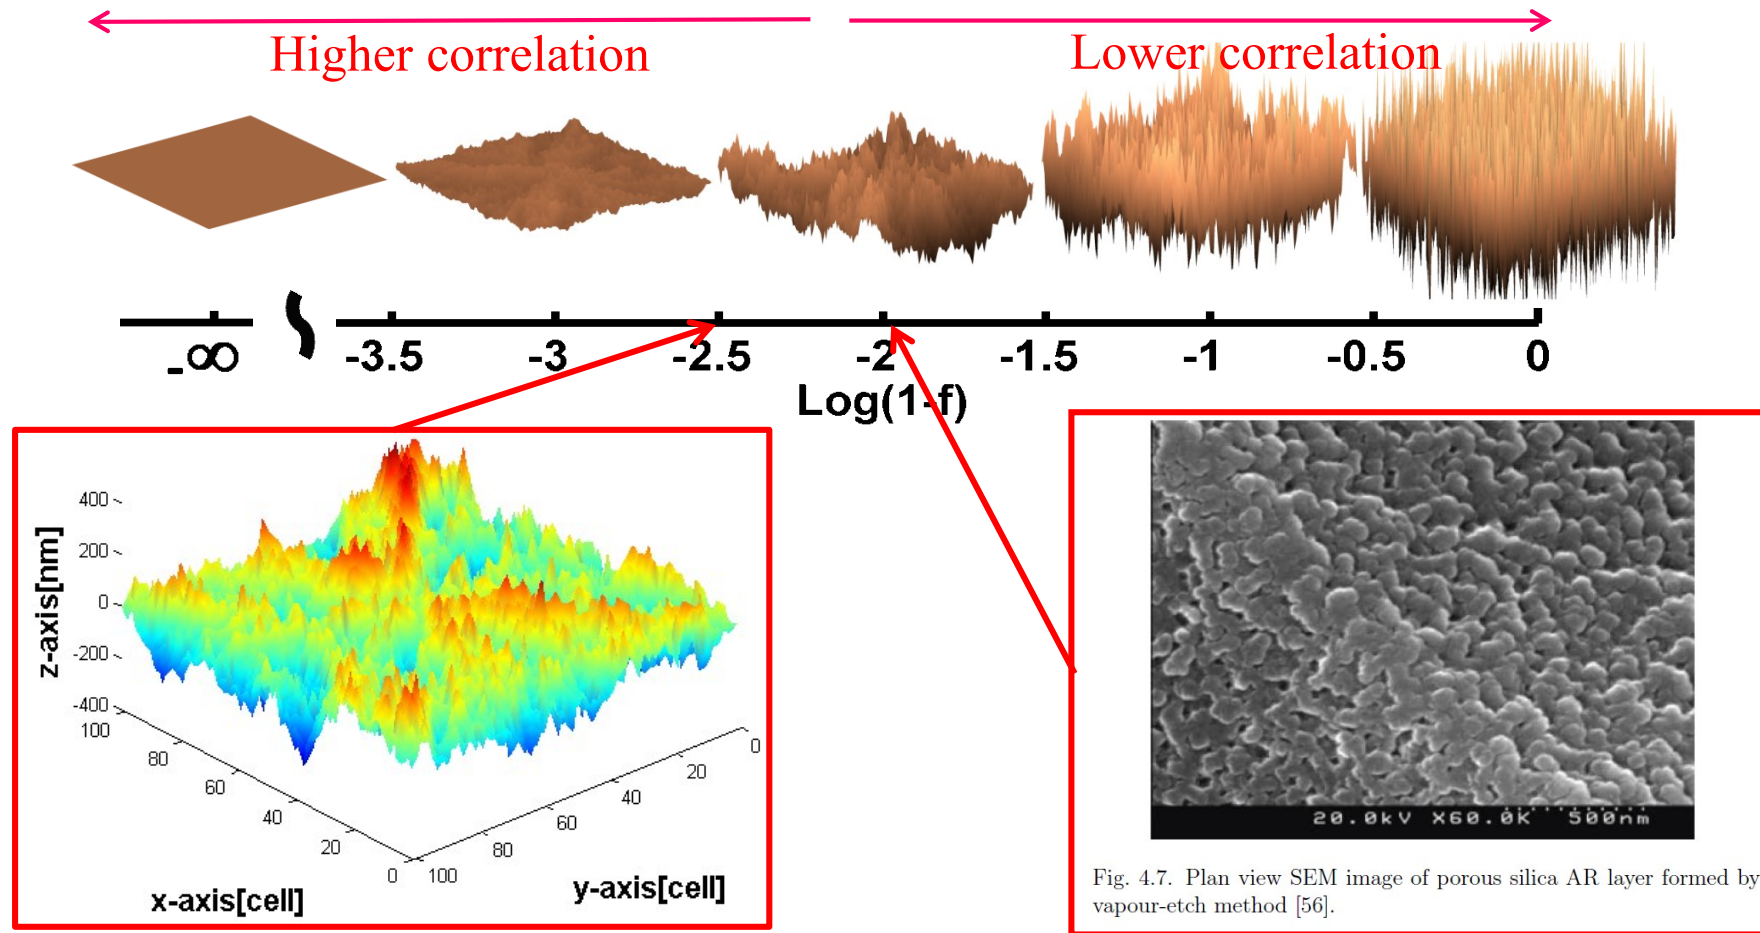 Higher correlation
Lower correlation
-∞
-3.5
-3
-2.5
-2
-1.5
-1
-0.5
0
Log(1-f)
z-axis[nm]
400
200
0
-200
-400
100
80
60
40
20
0
x-axis[cell]
100
80
60
40
20
0
y-axis[cell]
20.0kV X60.0K 500nm
Fig. 4.7. Plan view SEM image of porous silica AR layer formed by
vapour-etch method [56].